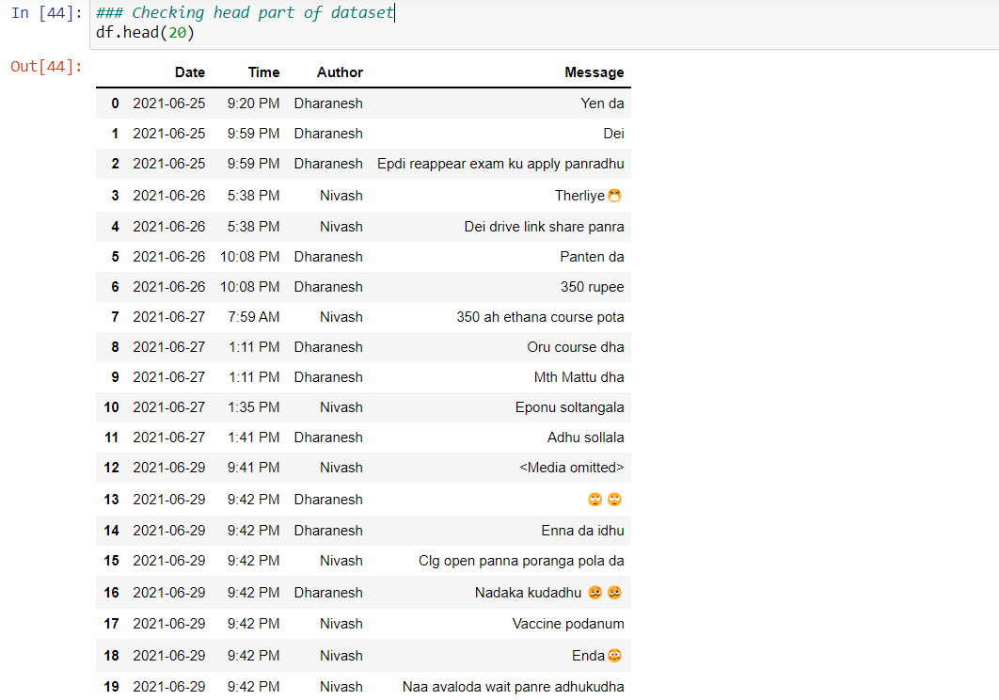 In [44]: ### Checking head part of dataset
df.head(20)
Out[44]:
Date Time Author Message
0 2021-06-25 9:20 PM Dharanesh Yen da
1 2021-06-25 9:59 PM Dharanesh Dei
2 2021-06-25 9:59 PM Dharanesh Epdi reappear exam ku apply panradhu
3 2021-06-26 5:38 PM Nivash Therliye😷
4 2021-06-26 5:38 PM Nivash Dei drive link share panra
5 2021-06-26 10:08 PM Dharanesh Panten da
6 2021-06-26 10:08 PM Dharanesh 350 rupee
7 2021-06-27 7:59 AM Nivash 350 ah ethana course pota
8 2021-06-27 1:11 PM Dharanesh Oru course dha
9 2021-06-27 1:11 PM Dharanesh Mth Mattu dha
10 2021-06-27 1:35 PM Nivash Eponu soltangala
11 2021-06-27 1:41 PM Dharanesh Adhu sollala
12 2021-06-29 9:41 PM Nivash <Media omitted>
13 2021-06-29 9:42 PM Dharanesh 🙄 🙄
14 2021-06-29 9:42 PM Dharanesh Enna da idhu
15 2021-06-29 9:42 PM Nivash Clg open panna poranga pola da
16 2021-06-29 9:42 PM Dharanesh Nadaka kudadhu 🥴 🥴
17 2021-06-29 9:42 PM Nivash Vaccine podanum
18 2021-06-29 9:42 PM Nivash Enda😳
19 2021-06-29 9:42 PM Nivash Naa avaloda wait panre adhukudha